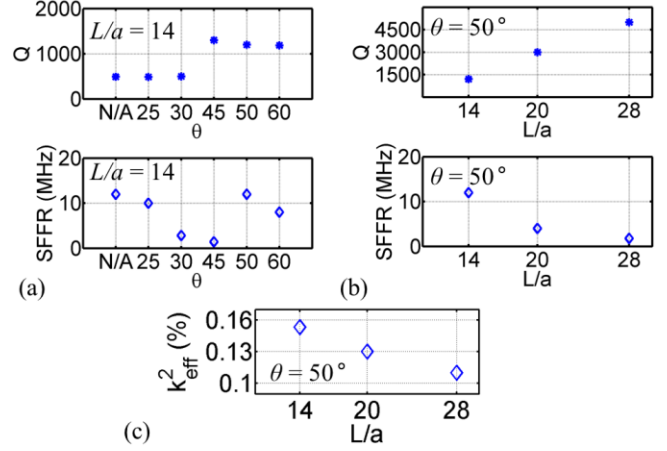 2000
1000
0
Q
L/a = 14
N/A 25 30 45 50 60
θ
20
10
0
SFFR (MHz)
L/a = 14
N/A 25 30 45 50 60
θ
(a)
4500
3000
1500
Q
θ = 50°
14 20 28
L/a
20
10
0
SFFR (MHz)
θ = 50°
14 20 28
L/a
(b)
0.16
0.13
0.1
k²eff (%)
θ = 50°
14 20 28
L/a
(c)